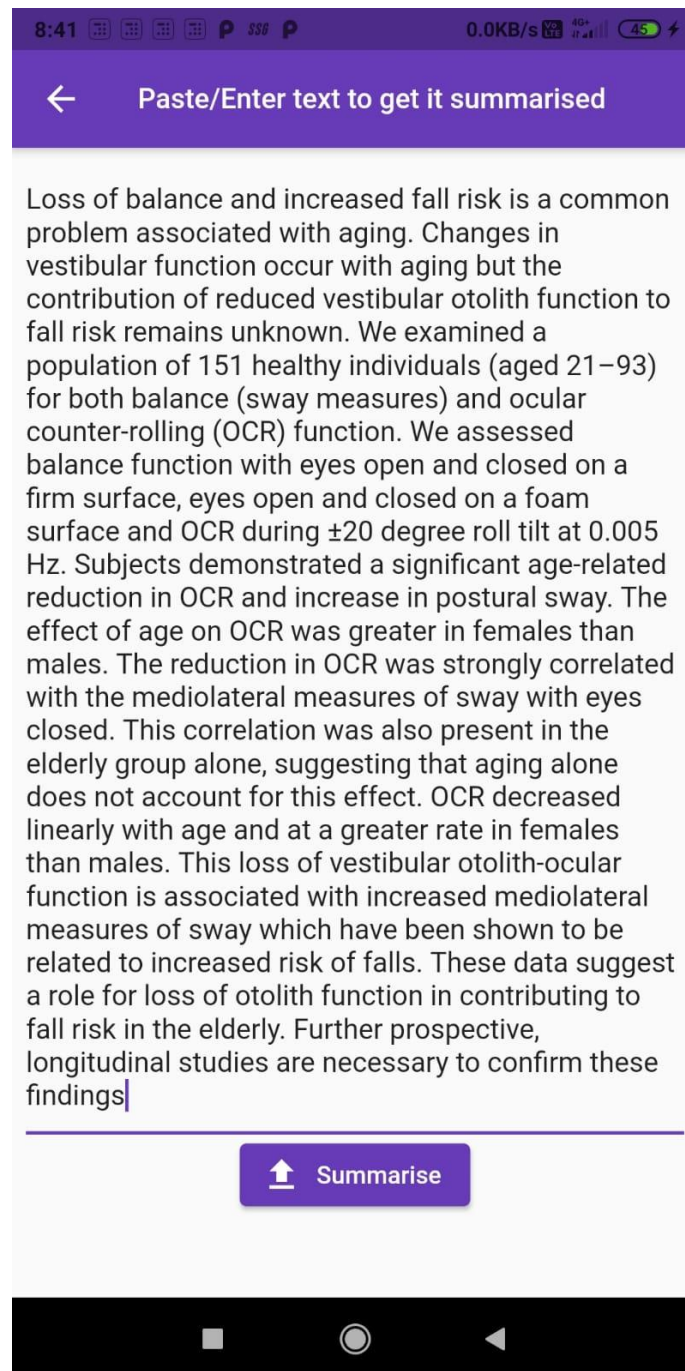 8:41 P SSG P 0.0KB/s Vo LTE 4G+ 45
Paste/Enter text to get it summarised
Loss of balance and increased fall risk is a common
problem associated with aging. Changes in
vestibular function occur with aging but the
contribution of reduced vestibular otolith function to
fall risk remains unknown. We examined a
population of 151 healthy individuals (aged 21–93)
for both balance (sway measures) and ocular
counter-rolling (OCR) function. We assessed
balance function with eyes open and closed on a
firm surface, eyes open and closed on a foam
surface and OCR during ±20 degree roll tilt at 0.005
Hz. Subjects demonstrated a significant age-related
reduction in OCR and increase in postural sway. The
effect of age on OCR was greater in females than
males. The reduction in OCR was strongly correlated
with the mediolateral measures of sway with eyes
closed. This correlation was also present in the
elderly group alone, suggesting that aging alone
does not account for this effect. OCR decreased
linearly with age and at a greater rate in females
than males. This loss of vestibular otolith-ocular
function is associated with increased mediolateral
measures of sway which have been shown to be
related to increased risk of falls. These data suggest
a role for loss of otolith function in contributing to
fall risk in the elderly. Further prospective,
longitudinal studies are necessary to confirm these
findings
Summarise